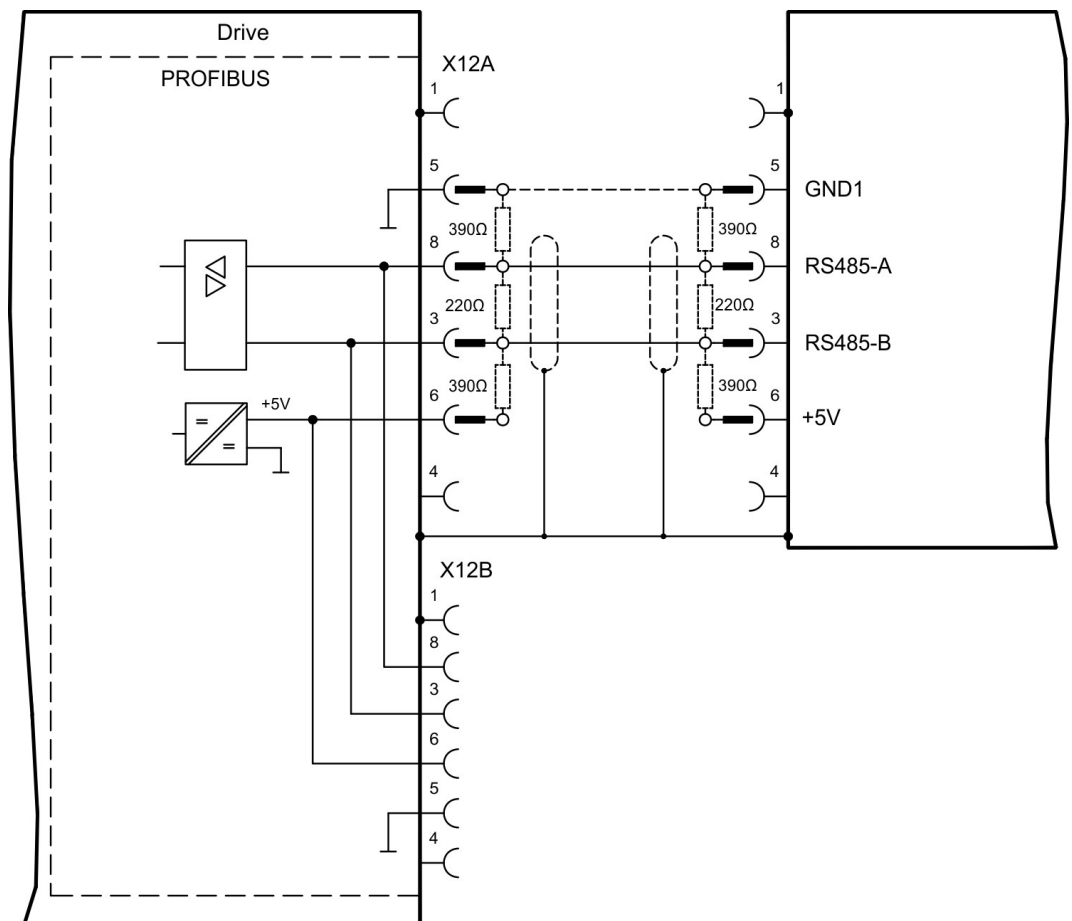 Drive
PROFIBUS
X12A
1
1
5
5
GND1
390Ω
390Ω
8
8
RS485-A
220Ω
220Ω
3
3
RS485-B
390Ω
390Ω
6
6
+5V
+5V
=
=
4
4
X12B
1
8
3
6
5
4